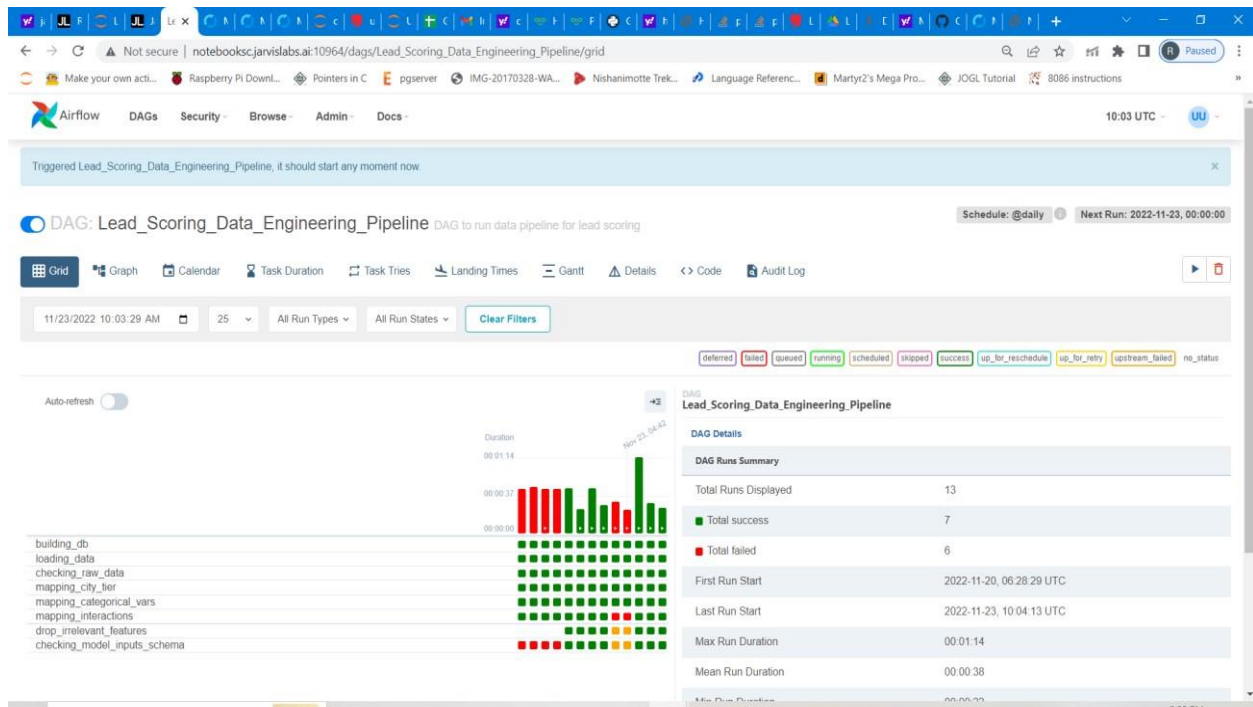 Not secure | notebooksc.jarvislabs.ai:10964/dags/Lead_Scoring_Data_Engineering_Pipeline/grid
R Paused
Make your own acti... Raspberry Pi Downl... Pointers in C pgserver IMG-20170328-WA... Nishanimotte Trek... Language Referenc... Martyr2's Mega Pro... JOGL Tutorial 8086 instructions »
Airflow DAGs Security Browse Admin Docs 10:03 UTC UU
Triggered Lead_Scoring_Data_Engineering_Pipeline, it should start any moment now. ×
DAG: Lead_Scoring_Data_Engineering_Pipeline DAG to run data pipeline for lead scoring
Schedule: @daily Next Run: 2022-11-23, 00:00:00
Grid Graph Calendar Task Duration Task Tries Landing Times Gantt Details <> Code Audit Log
11/23/2022 10:03:29 AM 25 All Run Types All Run States Clear Filters
deferred failed queued running scheduled skipped success up_for_reschedule up_for_retry upstream_failed no_status
Auto-refresh
Duration
Nov 23, 04:42
00:01:14
00:00:37
00:00:00
building_db
loading_data
checking_raw_data
mapping_city_tier
mapping_categorical_vars
mapping_interactions
drop_irrelevant_features
checking_model_inputs_schema
DAG
Lead_Scoring_Data_Engineering_Pipeline
DAG Details
DAG Runs Summary
Total Runs Displayed 13
Total success 7
Total failed 6
First Run Start 2022-11-20, 06:28:29 UTC
Last Run Start 2022-11-23, 10:04:13 UTC
Max Run Duration 00:01:14
Mean Run Duration 00:00:38